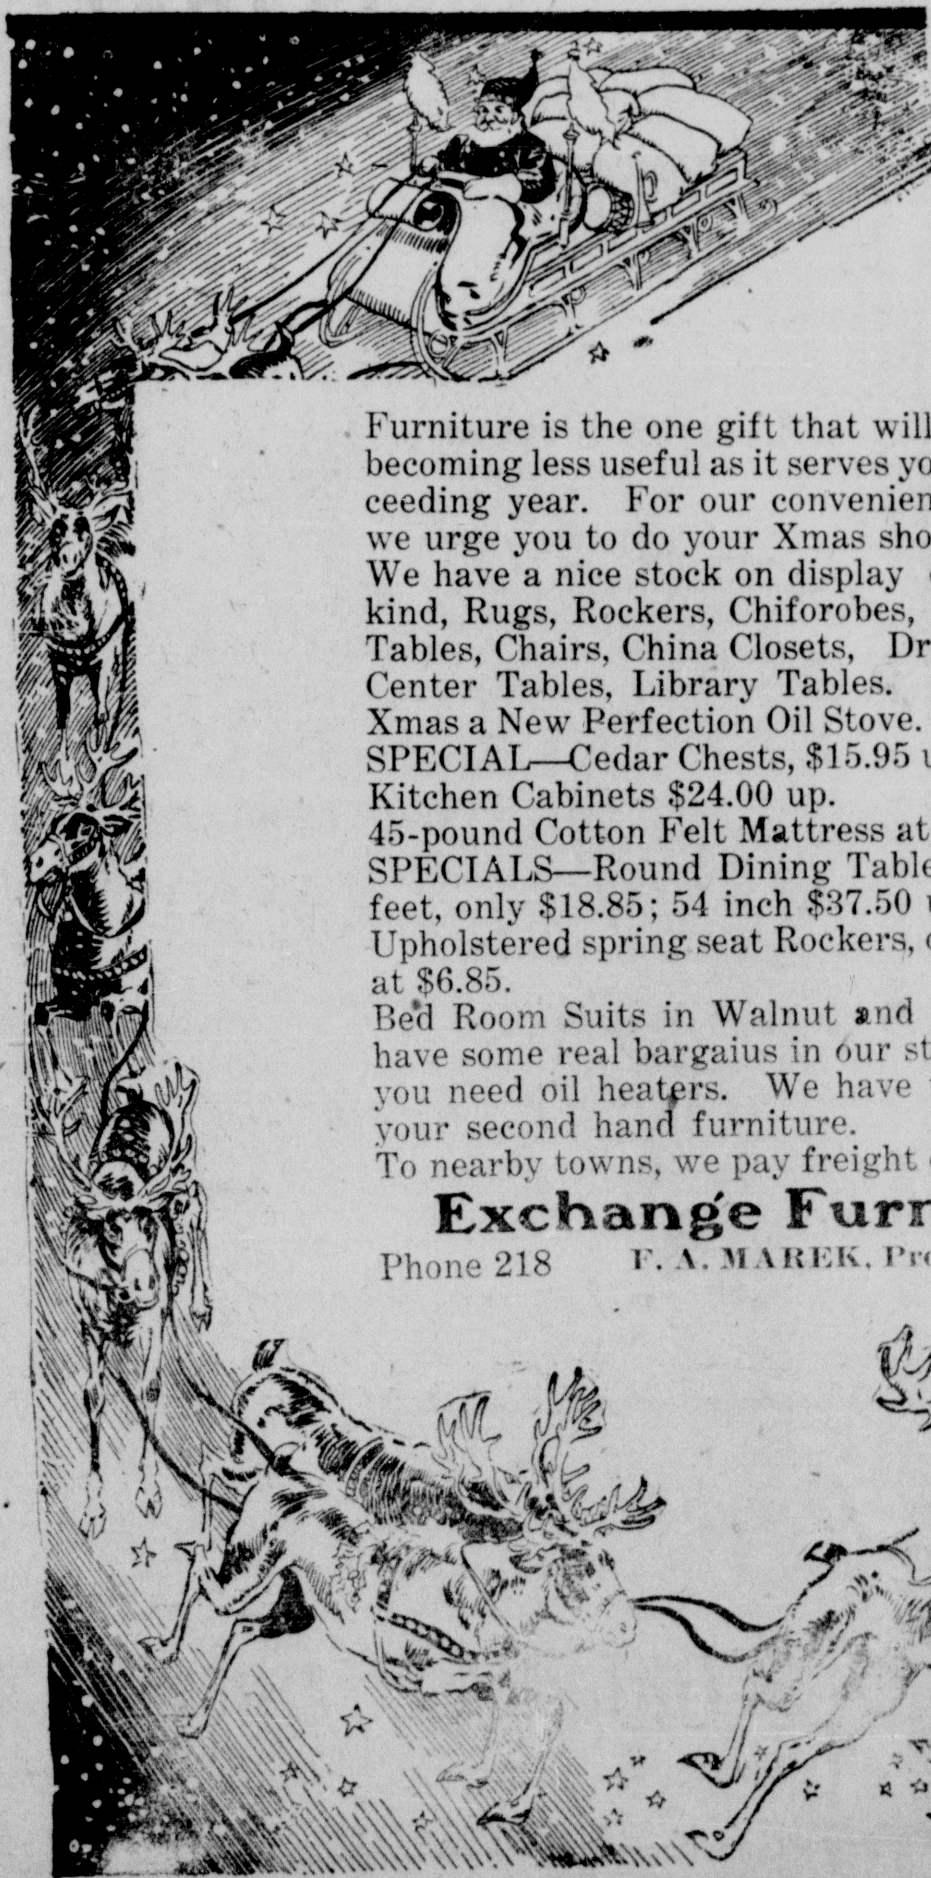 Furniture is the one gift that will
becoming less useful as it serves yo
ceeding year. For our convenien
we urge you to do your Xmas sho
We have a nice stock on display
kind, Rugs, Rockers, Chiforobes,
Tables, Chairs, China Closets, Dr
Center Tables, Library Tables.
Xmas a New Perfection Oil Stove.
SPECIAL—Cedar Chests, $15.95 u
Kitchen Cabinets $24.00 up.
45-pound Cotton Felt Mattress at
SPECIALS—Round Dining Table
feet, only $18.85; 54 inch $37.50 u
Upholstered spring seat Rockers,
at $6.85.
Bed Room Suits in Walnut and
have some real bargaius in our st
you need oil heaters. We have
your second hand furniture.
To nearby towns, we pay freight
Exchange Furn
Phone 218 F. A. MAREK, Pro